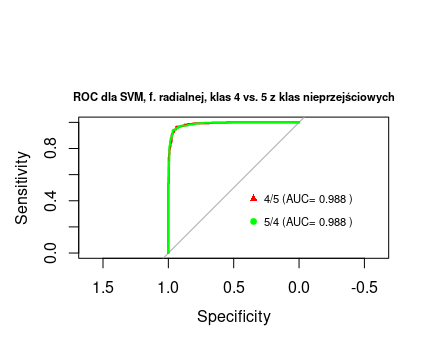 ROC dla SVM, f. radialnej, klas 4 vs. 5 z klas nieprzejściowych
Sensitivity
0.8
0.4
0.0
4/5 (AUC= 0.988 )
5/4 (AUC= 0.988 )
1.5 1.0 0.5 0.0 -0.5
Specificity